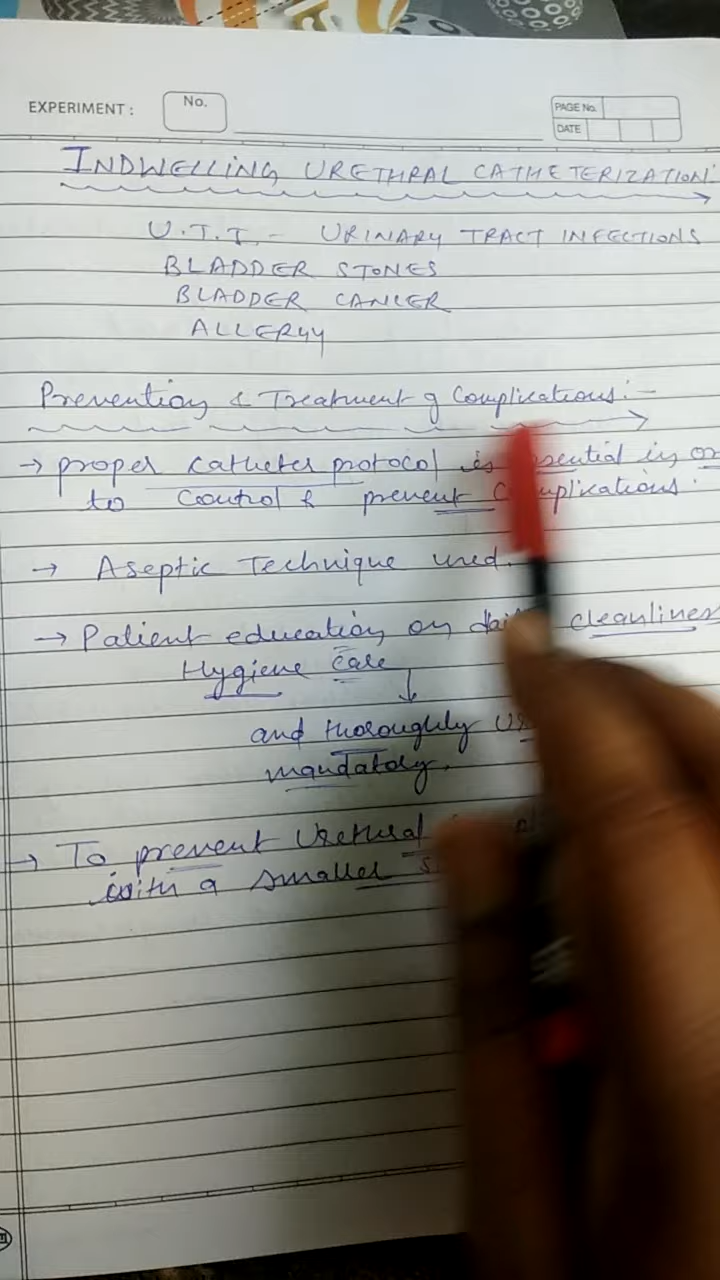 EXPERIMENT :
No.
PAGE No.
DATE
INDWELLING URETHRAL CATHETERIZATION:
U.T.I.- URINARY TRACT INFECTIONS
BLADDER STONES
BLADDER CANCER
ALLERGY
Prevention & Treatment of Complications:-
→ proper catheter protocol is in or
to control & prevent Complications.
→ Aseptic Technique used.
→ Patient education on cleanlines
Hygiene care
and thoroughly
mandatory.
→ To prevent Urethral
with a smaller